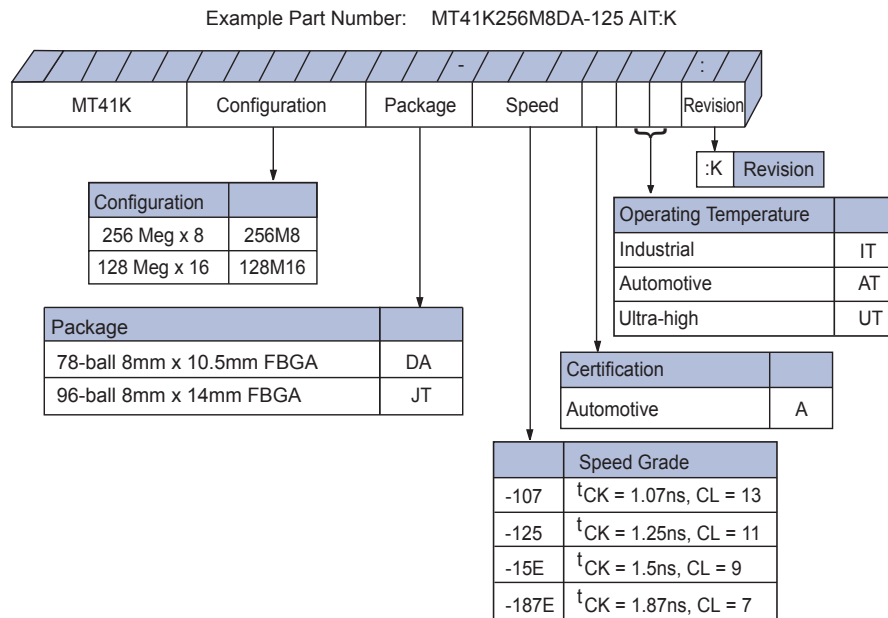 Example Part Number: MT41K256M8DA-125 AIT:K
- :
MT41K Configuration Package Speed Revision
:K Revision
Configuration
256 Meg x 8 256M8
128 Meg x 16 128M16
Operating Temperature
Industrial IT
Automotive AT
Ultra-high UT
Package
78-ball 8mm x 10.5mm FBGA DA
96-ball 8mm x 14mm FBGA JT
Certification
Automotive A
Speed Grade
-107 tCK = 1.07ns, CL = 13
-125 tCK = 1.25ns, CL = 11
-15E tCK = 1.5ns, CL = 9
-187E tCK = 1.87ns, CL = 7